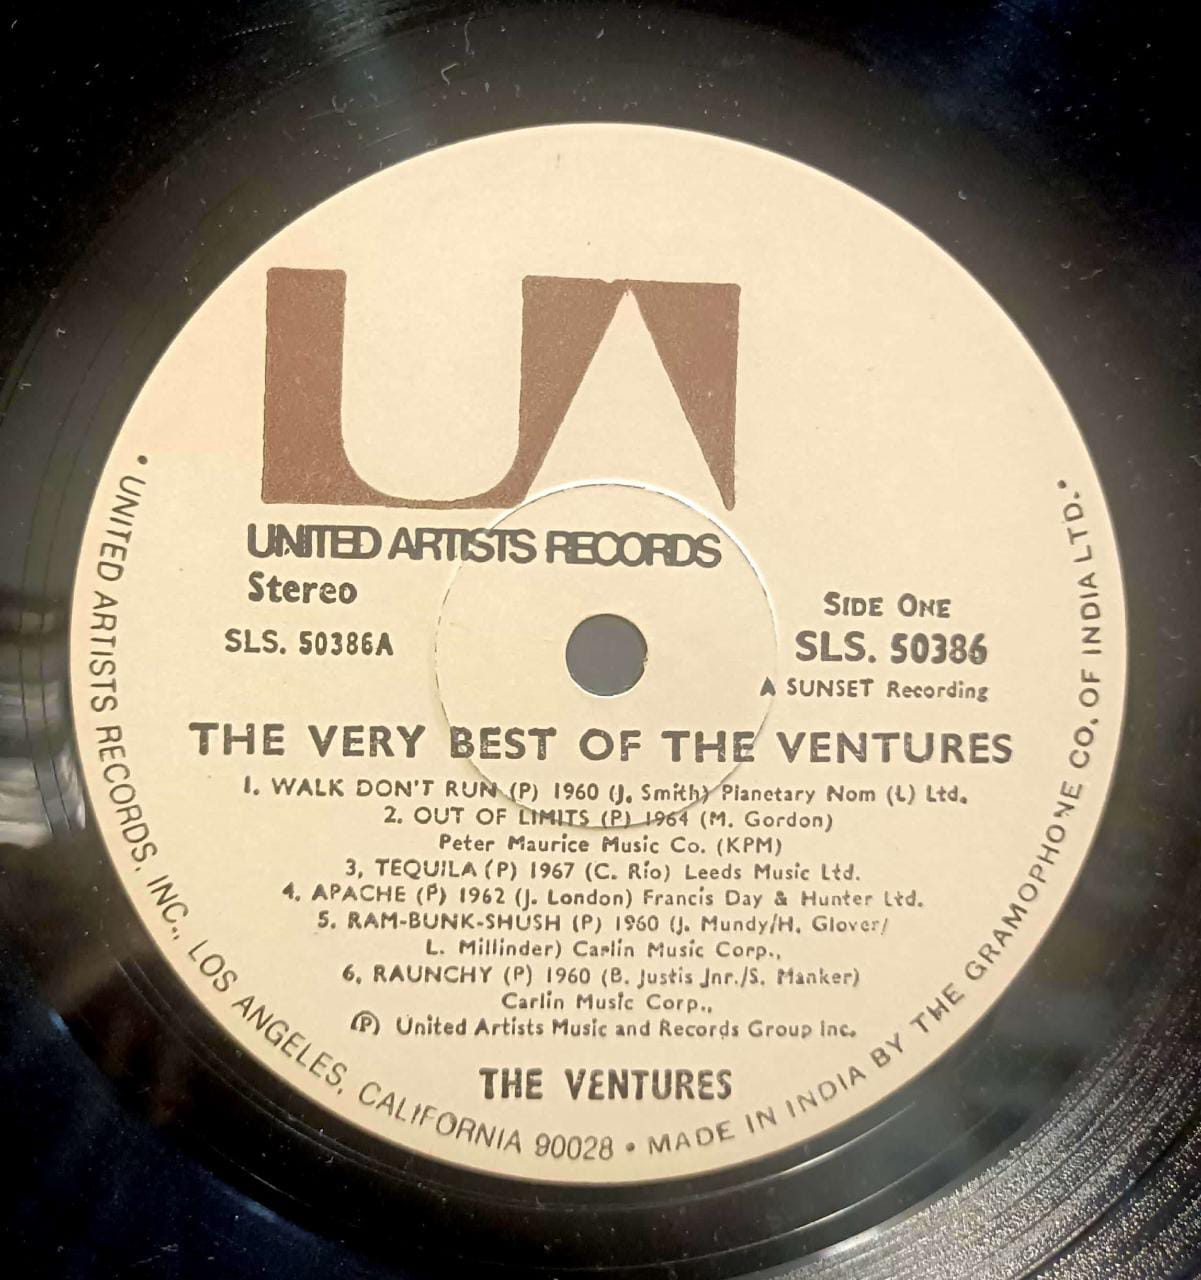 UA
UNITED ARTISTS RECORDS
Stereo
SLS. 50386A
SIDE ONE
SLS. 50386
A SUNSET Recording
THE VERY BEST OF THE VENTURES
1. WALK DON'T RUN (P) 1960 (J. Smith) Planetary Nom (L) Ltd.
2. OUT OF LIMITS (P) 1964 (M. Gordon)
Peter Maurice Music Co. (KPM)
3, TEQUILA (P) 1967 (C. Rio) Leeds Music Ltd.
4. APACHE (P) 1962 (J. London) Francis Day & Hunter Ltd.
5. RAM-BUNK-SHUSH (P) 1960 (J. Mundy/H. Glover/
L. Millinder) Carlin Music Corp.,
6, RAUNCHY (P) 1960 (B. Justis Jnr./S. Manker)
Carlin Music Corp.,
Ⓟ United Artists Music and Records Group Inc.
THE VENTURES
• UNITED ARTISTS RECORDS, INC., LOS ANGELES, CALIFORNIA 90028 • MADE IN INDIA BY THE GRAMOPHONE CO. OF INDIA LTD. •